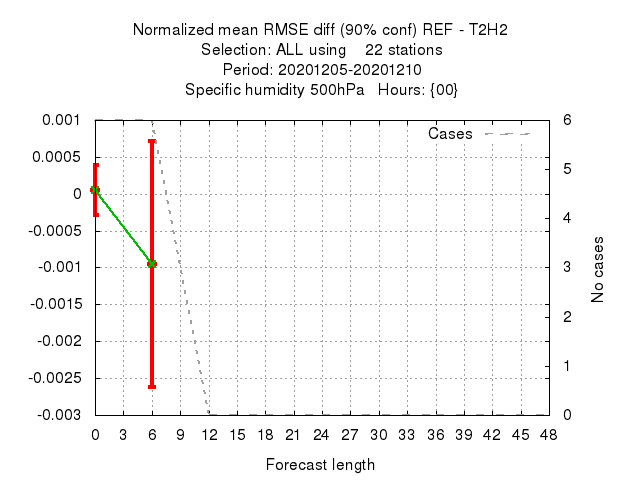 Normalized mean RMSE diff (90% conf) REF - T2H2
Selection: ALL using    22 stations
Period: 20201205-20201210
Specific humidity 500hPa   Hours: {00}
Cases
0.001
0.0005
0
-0.0005
-0.001
-0.0015
-0.002
-0.0025
-0.003
6
5
4
3
2
1
0
No cases
0 3 6 9 12 15 18 21 24 27 30 33 36 39 42 45 48
Forecast length